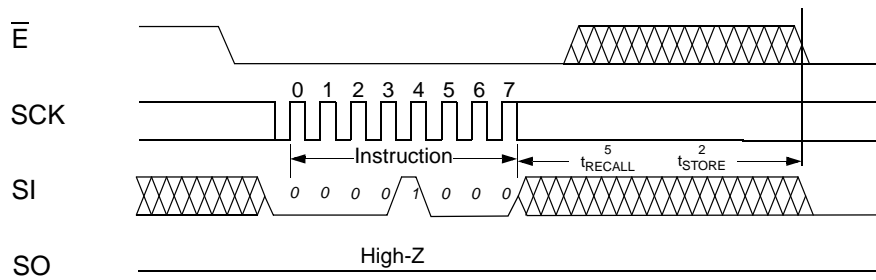 E
0 1 2 3 4 5 6 7
SCK
Instruction
5 2
tRECALL tSTORE
SI
0 0 0 0 1 0 0 0
High-Z
SO